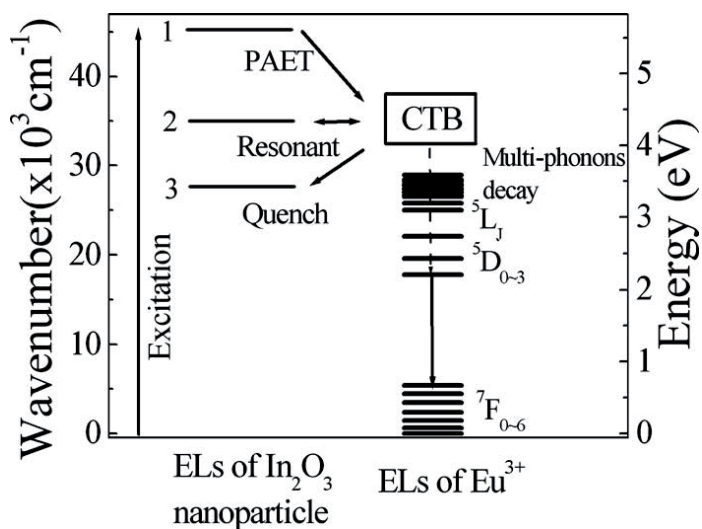 Wavenumber(x10³cm⁻¹)
40
30
20
10
0
Excitation
1
2
3
PAET
Resonant
Quench
CTB
Multi-phonons
decay
⁵L_J
⁵D₀~₃
⁷F₀~₆
5
4
3
2
1
0
Energy (eV)
ELs of In₂O₃
nanoparticle
ELs of Eu³⁺